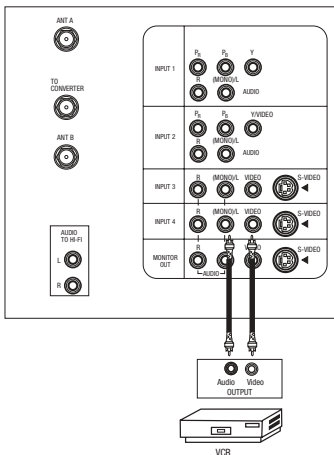 ANT A
TO
CONVERTER
ANT B
AUDIO
TO HI-FI
L
R
INPUT 1
PR PB Y
R (MONO)/L AUDIO
INPUT 2
PR PB Y/VIDEO
R (MONO)/L AUDIO
INPUT 3
R (MONO)/L VIDEO S-VIDEO
INPUT 4
R (MONO)/L VIDEO S-VIDEO
MONITOR
OUT
R VIDEO S-VIDEO
AUDIO
Audio Video
OUTPUT
VCR